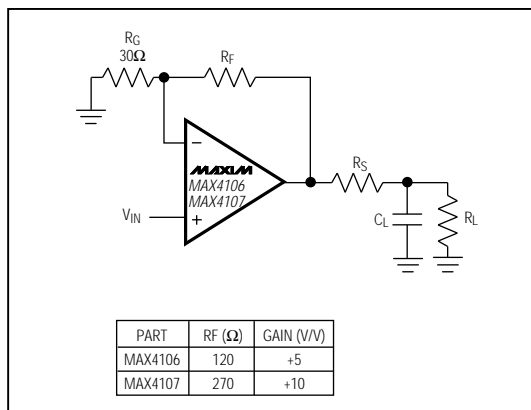 RG
30Ω
RF
−
MAXIM
MAX4106
MAX4107
VIN
+
RS
CL
RL
PART RF (Ω) GAIN (V/V)
MAX4106 120 +5
MAX4107 270 +10